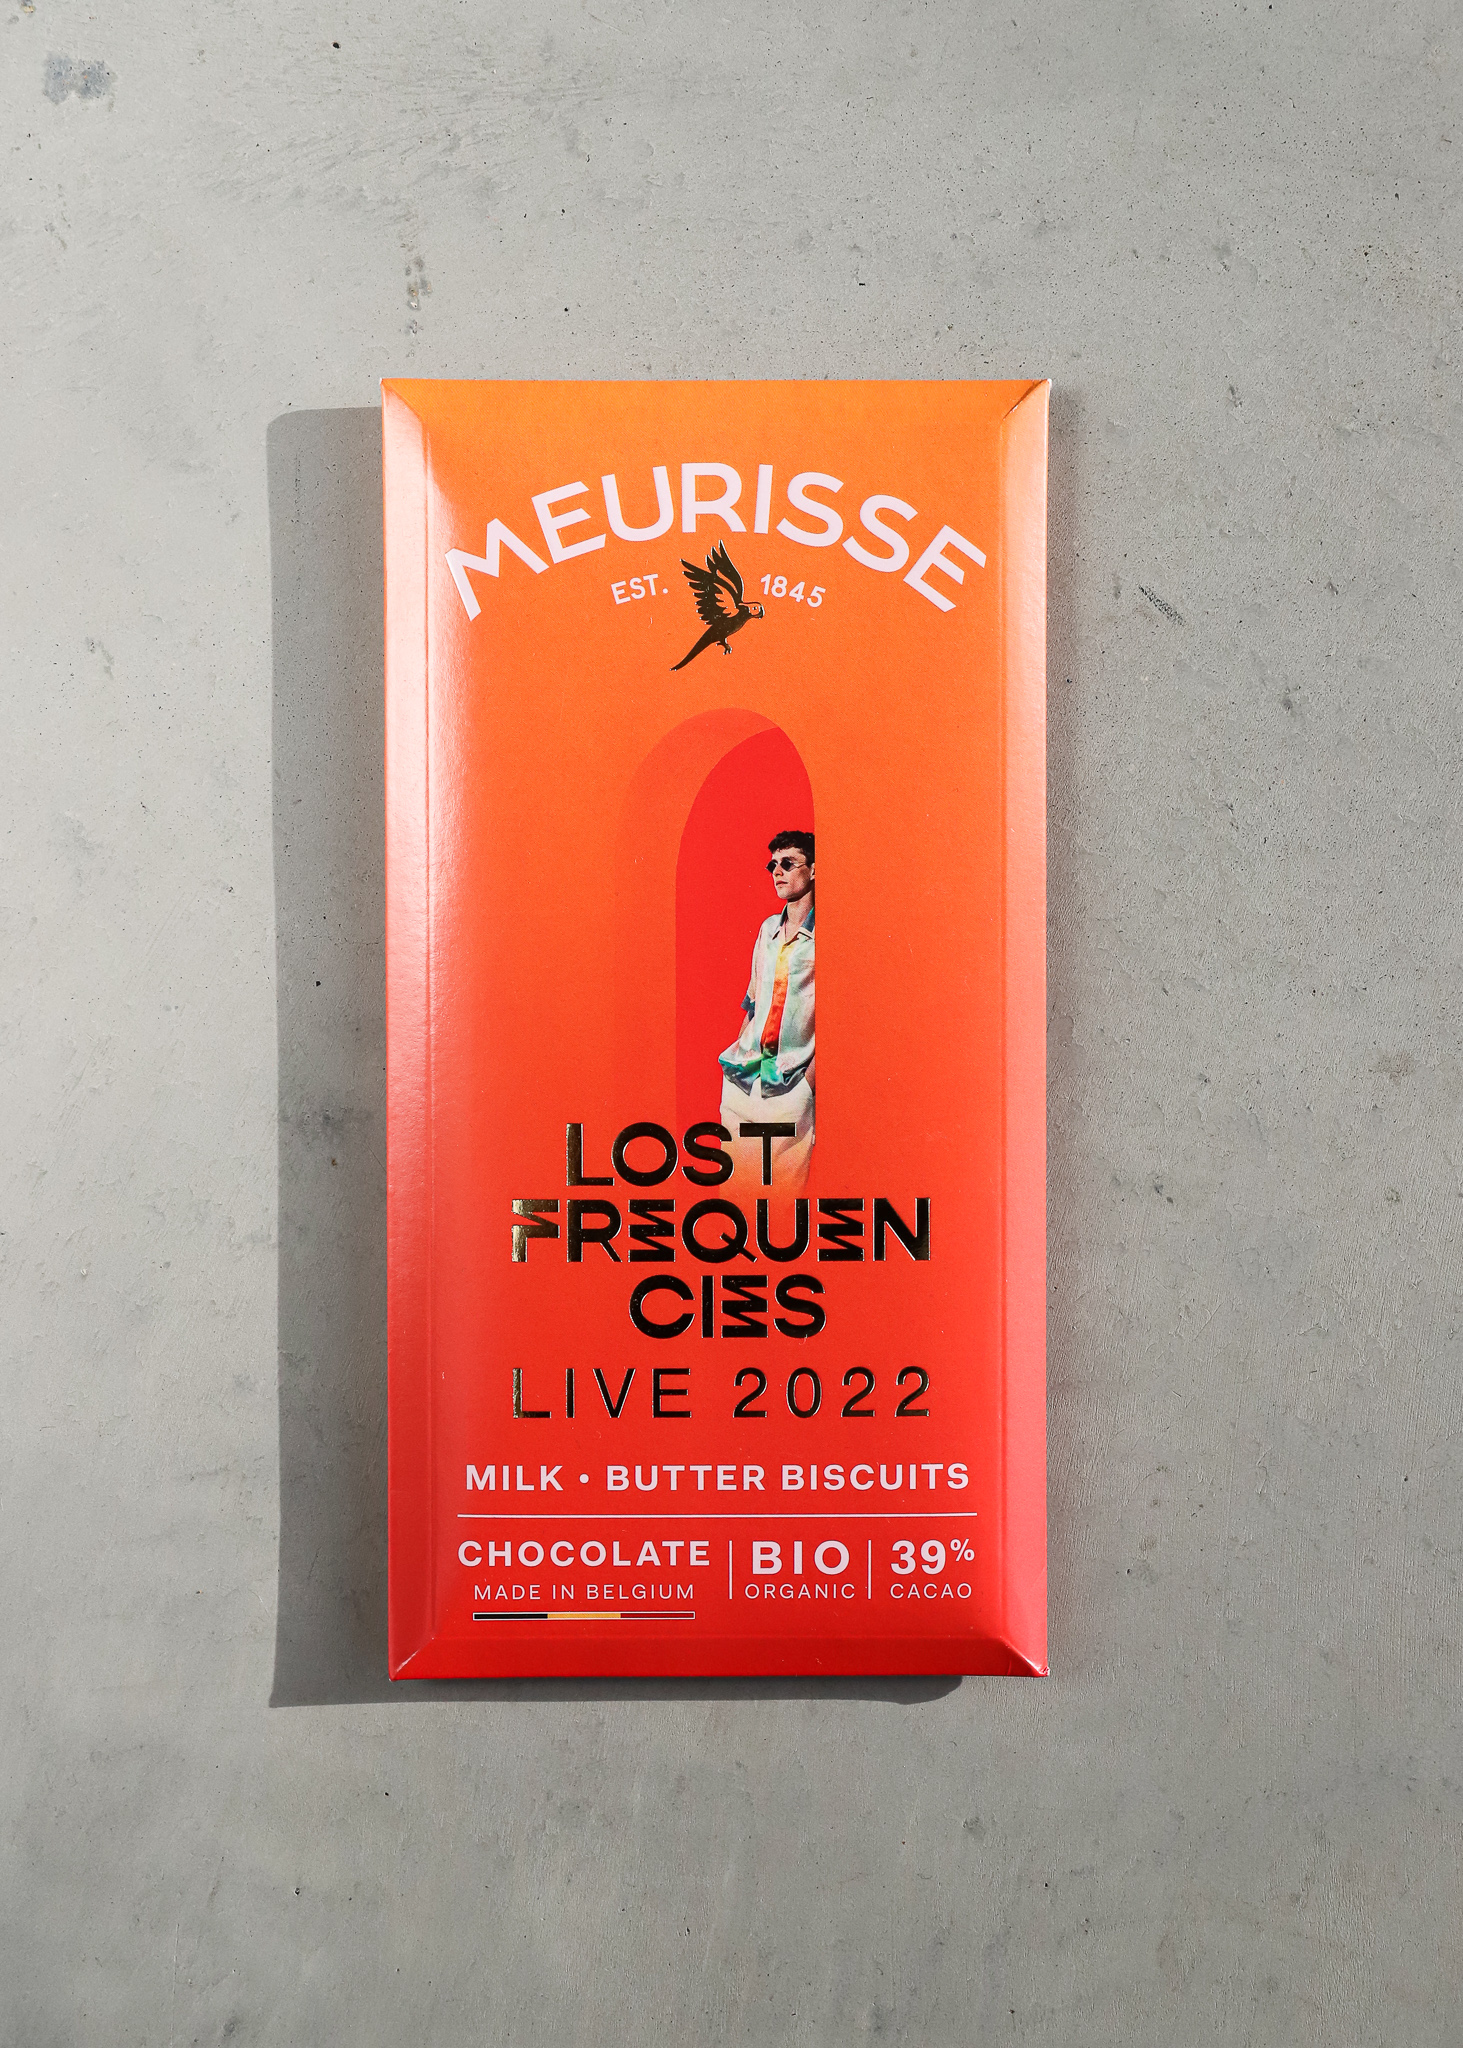 MEURISSE
EST. 1845
LOST
FREQUEN
CIES
LIVE 2022
MILK • BUTTER BISCUITS
CHOCOLATE | BIO | 39%
MADE IN BELGIUM | ORGANIC | CACAO